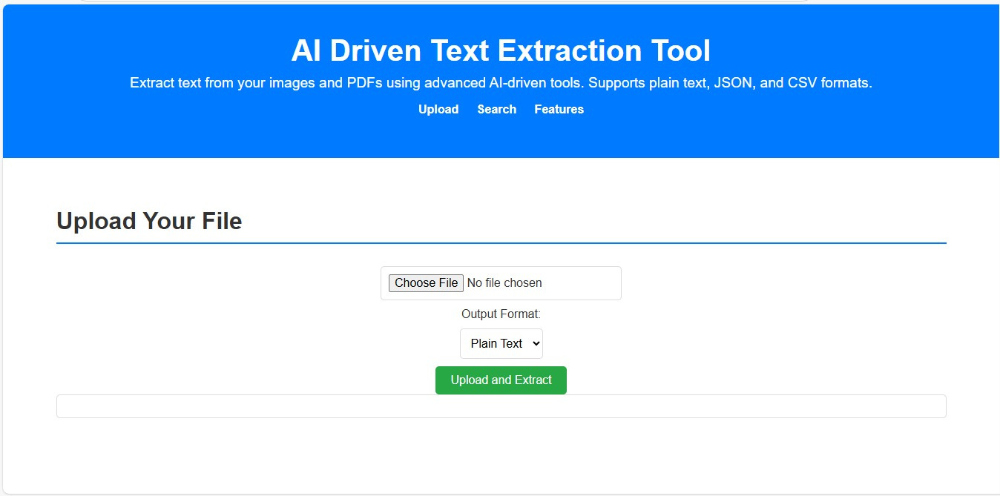 AI Driven Text Extraction Tool
Extract text from your images and PDFs using advanced AI-driven tools. Supports plain text, JSON, and CSV formats.
Upload Search Features
Upload Your File
Choose File No file chosen
Output Format:
Plain Text
Upload and Extract